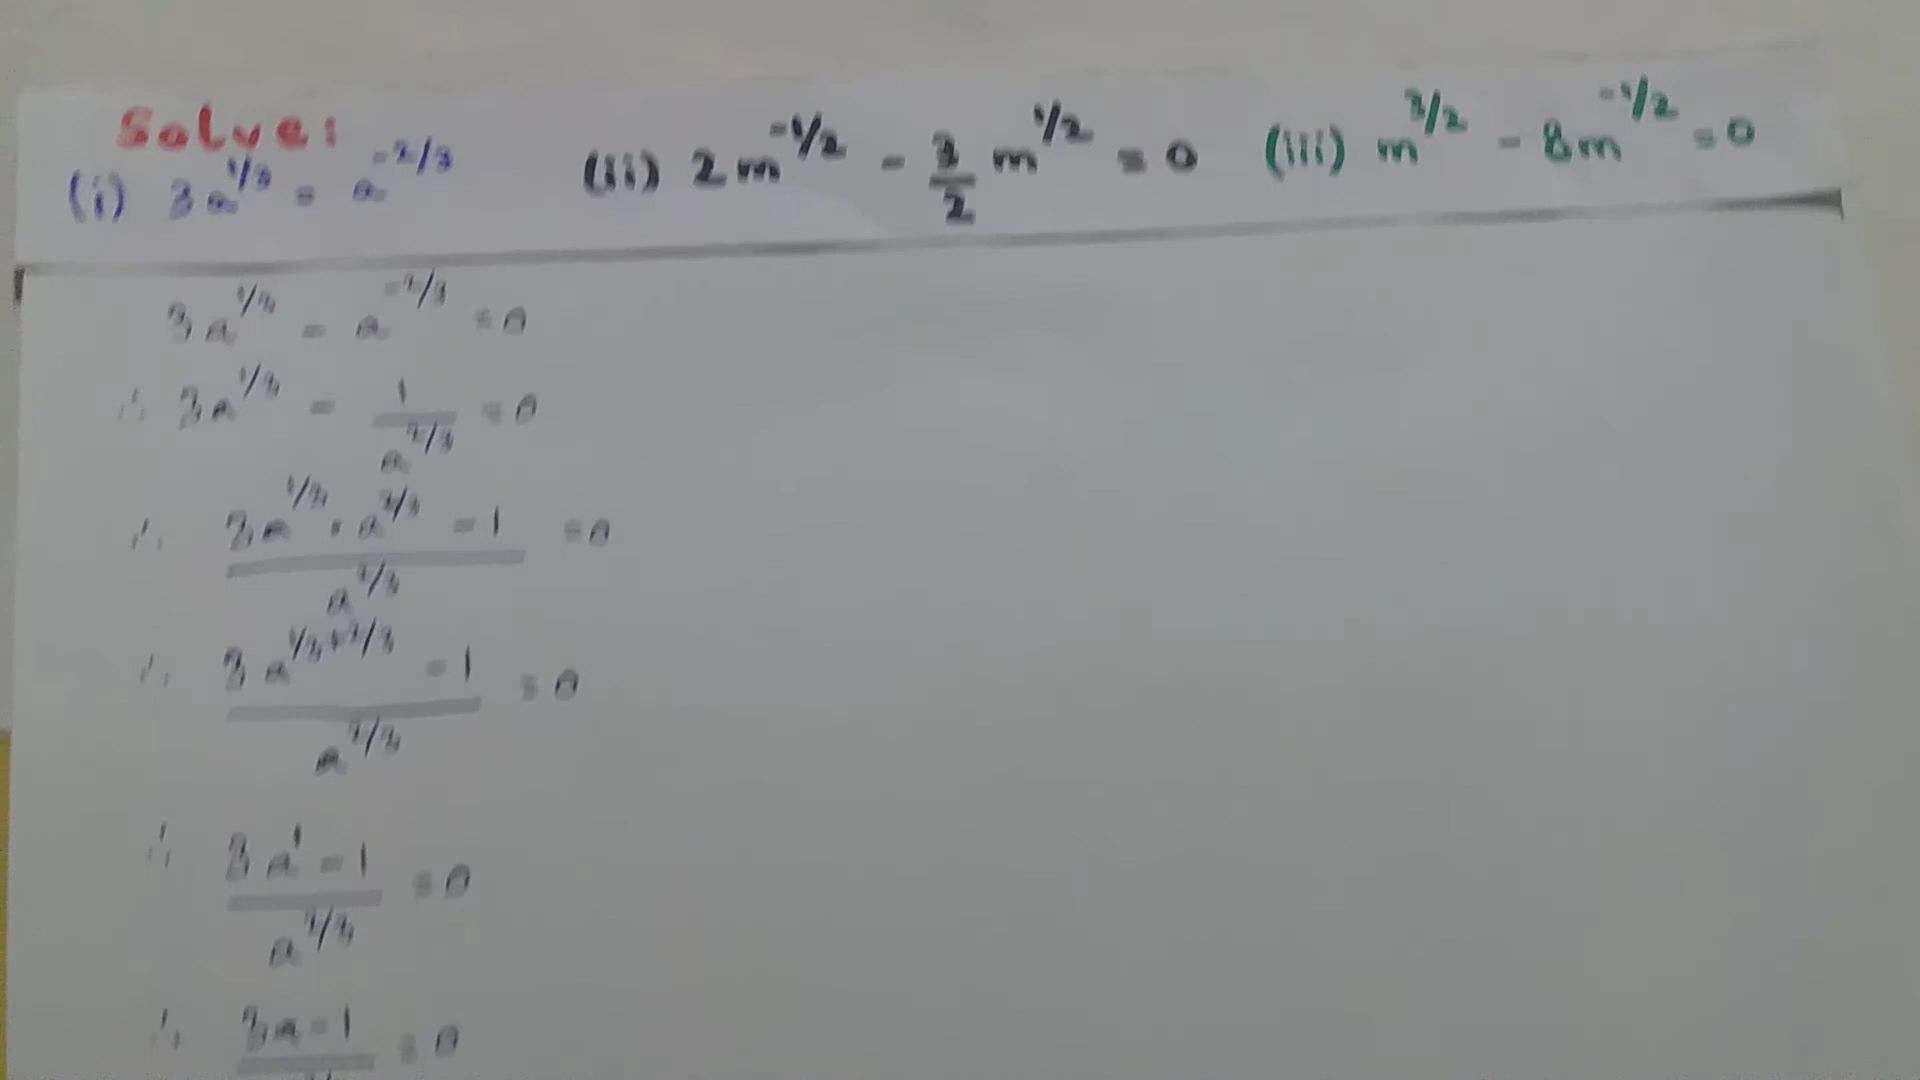 Solve:
(i) 3a^1/3 = a^-2/3 (ii) 2m^-1/2 - 3/2 m^1/2 = 0 (iii) m^3/2 - 8m^-1/2 = 0
3a^1/3 - a^-2/3 = 0
∴ 3a^1/3 - 1/a^2/3 = 0
∴ 3a^1/3 · a^2/3 - 1 / a^2/3 = 0
∴ 3a^1/3+2/3 - 1 / a^2/3 = 0
∴ 3a^1 - 1 / a^2/3 = 0
∴ 3a - 1 = 0